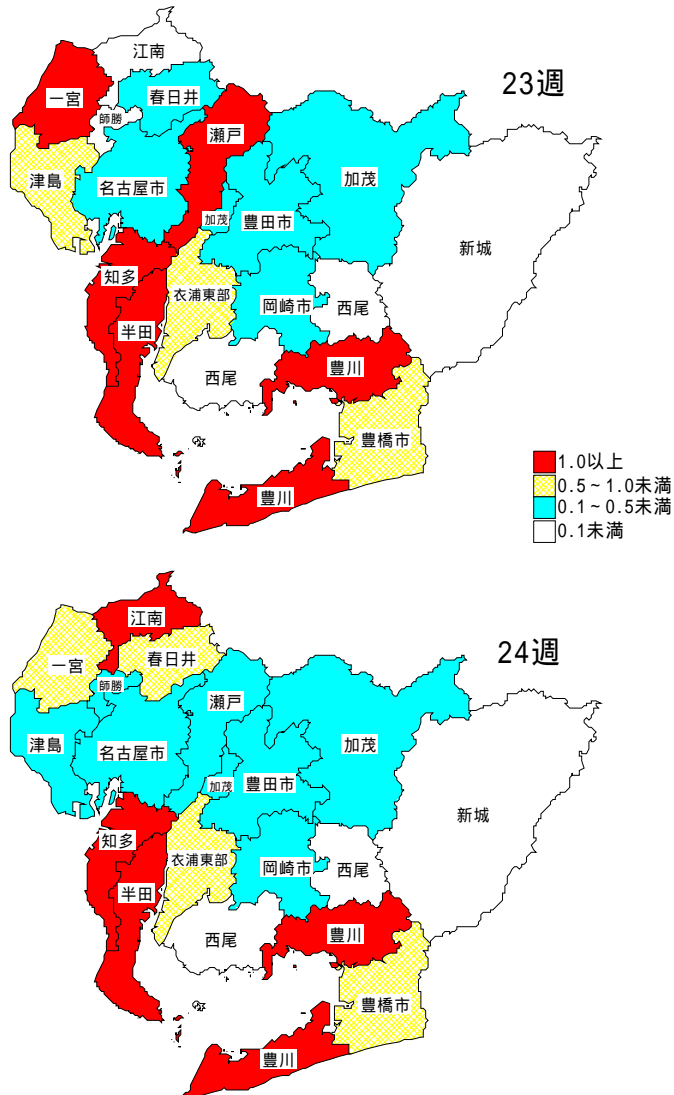 江南
23週
一宮
春日井
師勝
瀬戸
津島
名古屋市
加茂
加茂
豊田市
新城
知多
衣浦東部
岡崎市
西尾
半田
西尾
豊川
豊橋市
豊川
1.0以上
0.5~1.0未満
0.1~0.5未満
0.1未満
江南
24週
一宮
春日井
師勝
瀬戸
津島
名古屋市
加茂
加茂
豊田市
新城
知多
衣浦東部
岡崎市
西尾
半田
西尾
豊川
豊橋市
豊川